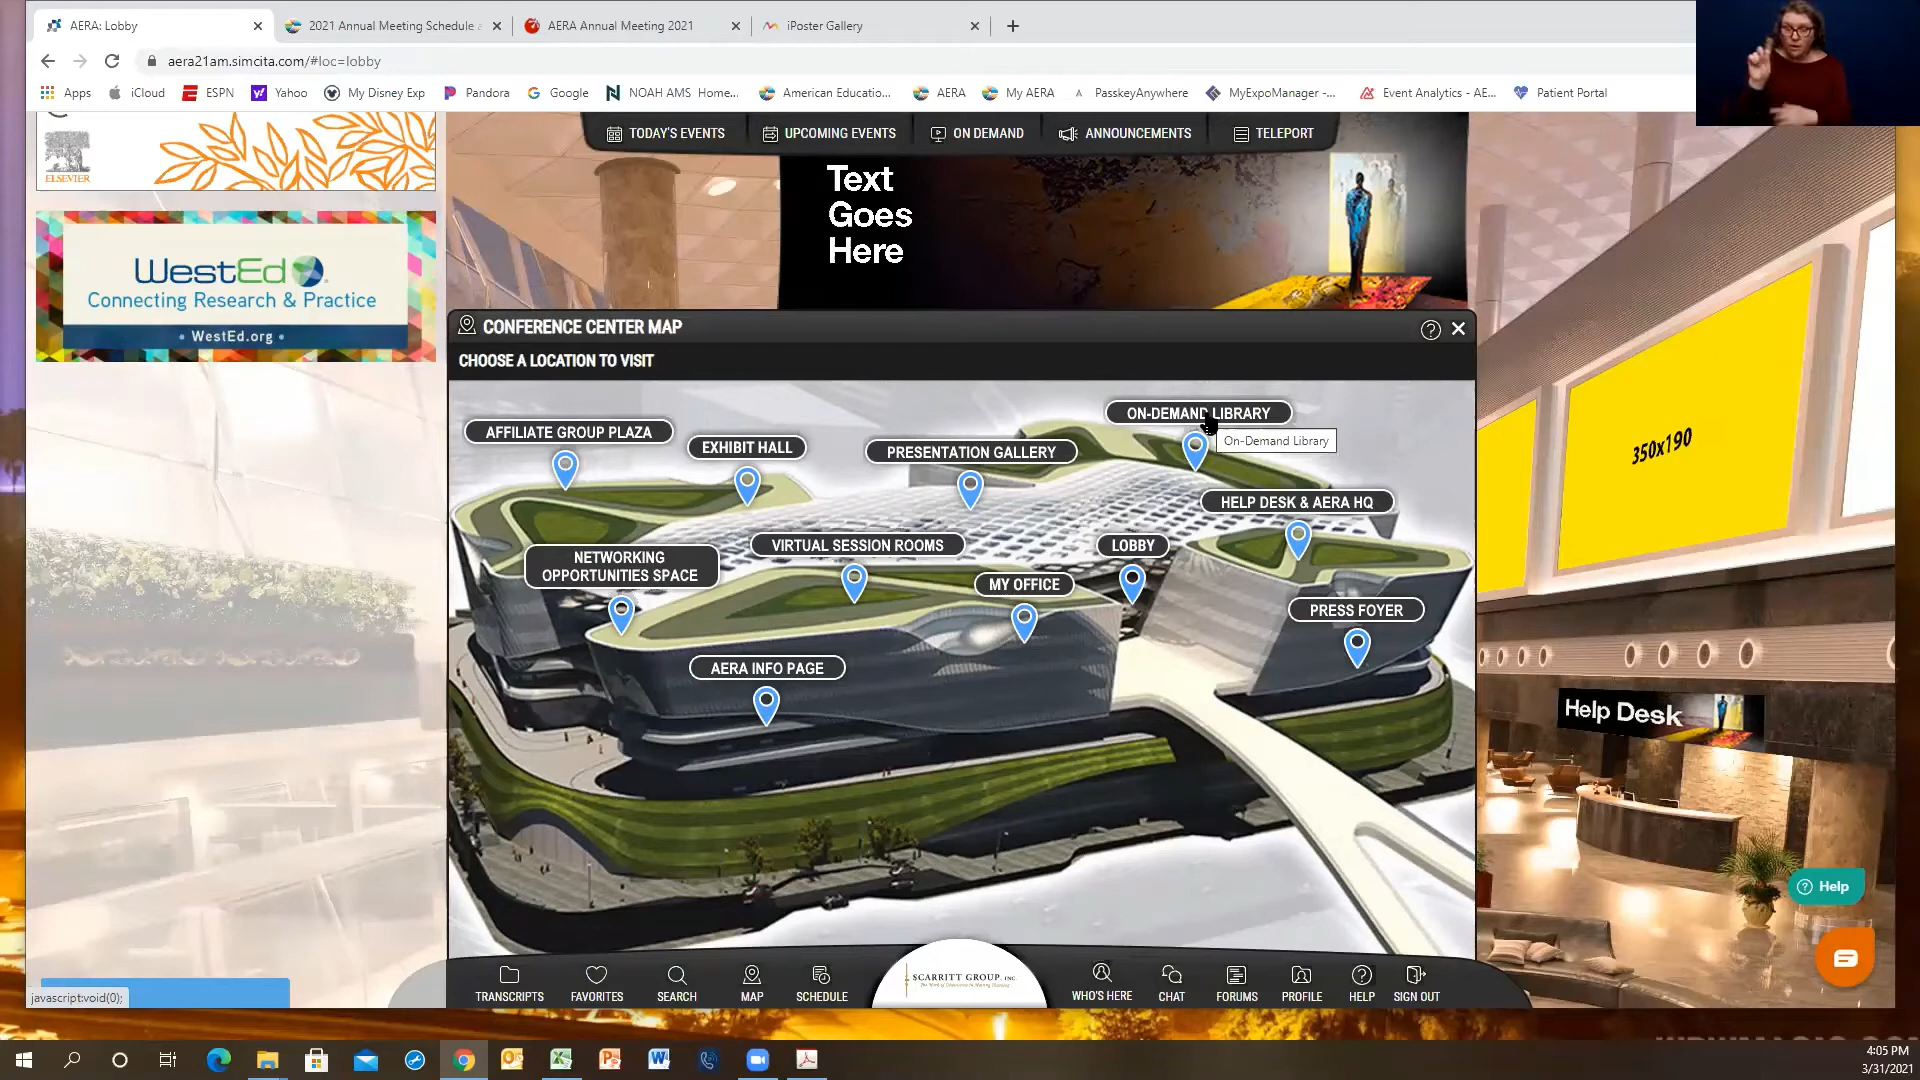 AERA: Lobby
2021 Annual Meeting Schedule a
AERA Annual Meeting 2021
iPoster Gallery
aera21am.simcita.com/#loc=lobby
Apps
iCloud
ESPN
Yahoo
My Disney Exp
Pandora
Google
NOAH AMS Home...
American Educatio...
AERA
My AERA
PasskeyAnywhere
MyExpoManager -...
Event Analytics - AE...
Patient Portal
ELSEVIER
TODAY'S EVENTS
UPCOMING EVENTS
ON DEMAND
ANNOUNCEMENTS
TELEPORT
Text
Goes
Here
WestEd
Connecting Research & Practice
• WestEd.org •
CONFERENCE CENTER MAP
CHOOSE A LOCATION TO VISIT
ON-DEMAND LIBRARY
On-Demand Library
AFFILIATE GROUP PLAZA
EXHIBIT HALL
PRESENTATION GALLERY
350x190
HELP DESK & AERA HQ
NETWORKING
OPPORTUNITIES SPACE
VIRTUAL SESSION ROOMS
LOBBY
MY OFFICE
PRESS FOYER
AERA INFO PAGE
Help Desk
Help
SCARRITT GROUP, INC.
TRANSCRIPTS
FAVORITES
SEARCH
MAP
SCHEDULE
WHO'S HERE
CHAT
FORUMS
PROFILE
HELP
SIGN OUT
javascript:void(0);
4:05 PM
3/31/2021